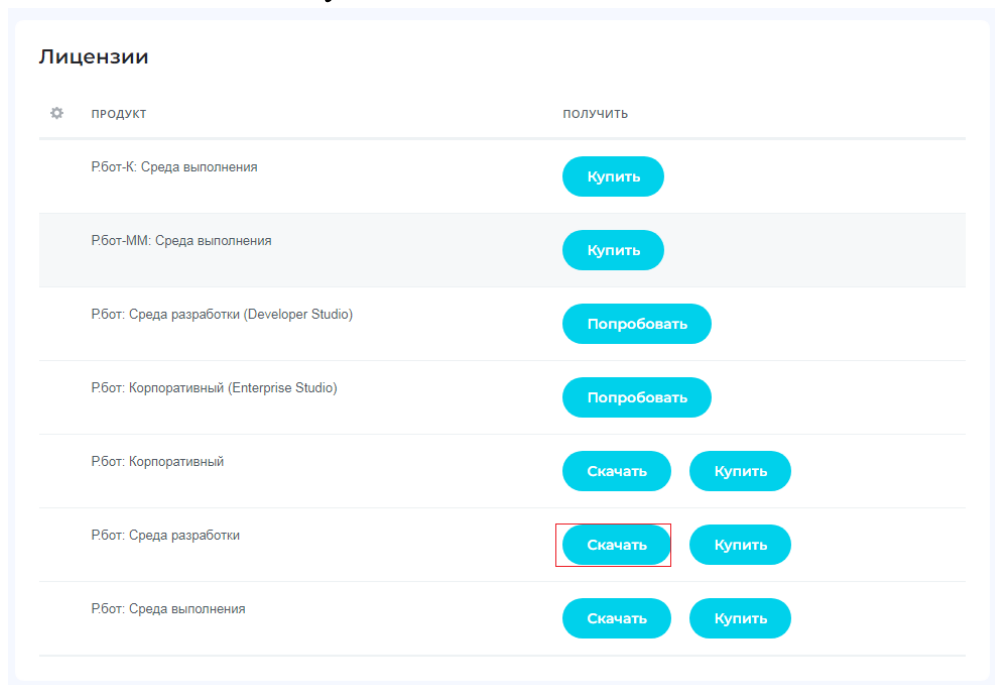 Лицензии
ПРОДУКТ ПОЛУЧИТЬ
Р.бот-К: Среда выполнения Купить
Р.бот-ММ: Среда выполнения Купить
Р.бот: Среда разработки (Developer Studio) Попробовать
Р.бот: Корпоративный (Enterprise Studio) Попробовать
Р.бот: Корпоративный Скачать Купить
Р.бот: Среда разработки Скачать Купить
Р.бот: Среда выполнения Скачать Купить